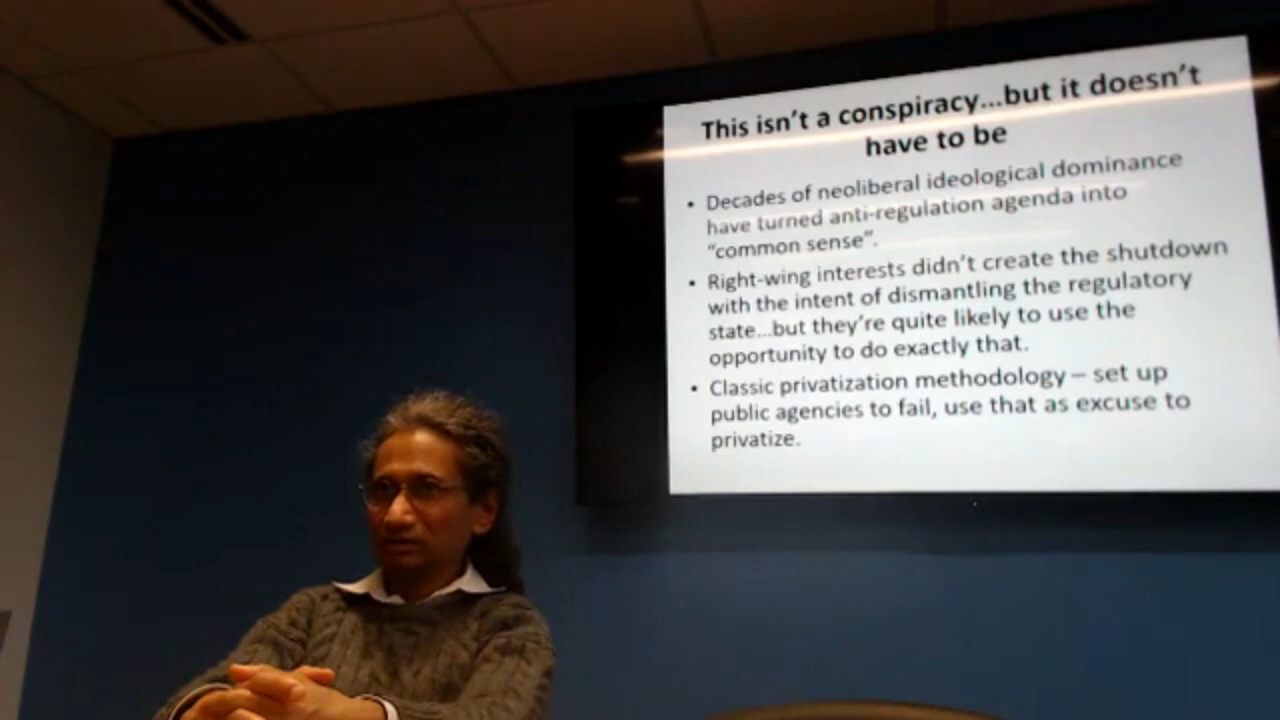 This isn't a conspiracy...but it doesn't
have to be
• Decades of neoliberal ideological dominance
have turned anti-regulation agenda into
"common sense".
• Right-wing interests didn't create the shutdown
with the intent of dismantling the regulatory
state...but they're quite likely to use the
opportunity to do exactly that.
• Classic privatization methodology – set up
public agencies to fail, use that as excuse to
privatize.